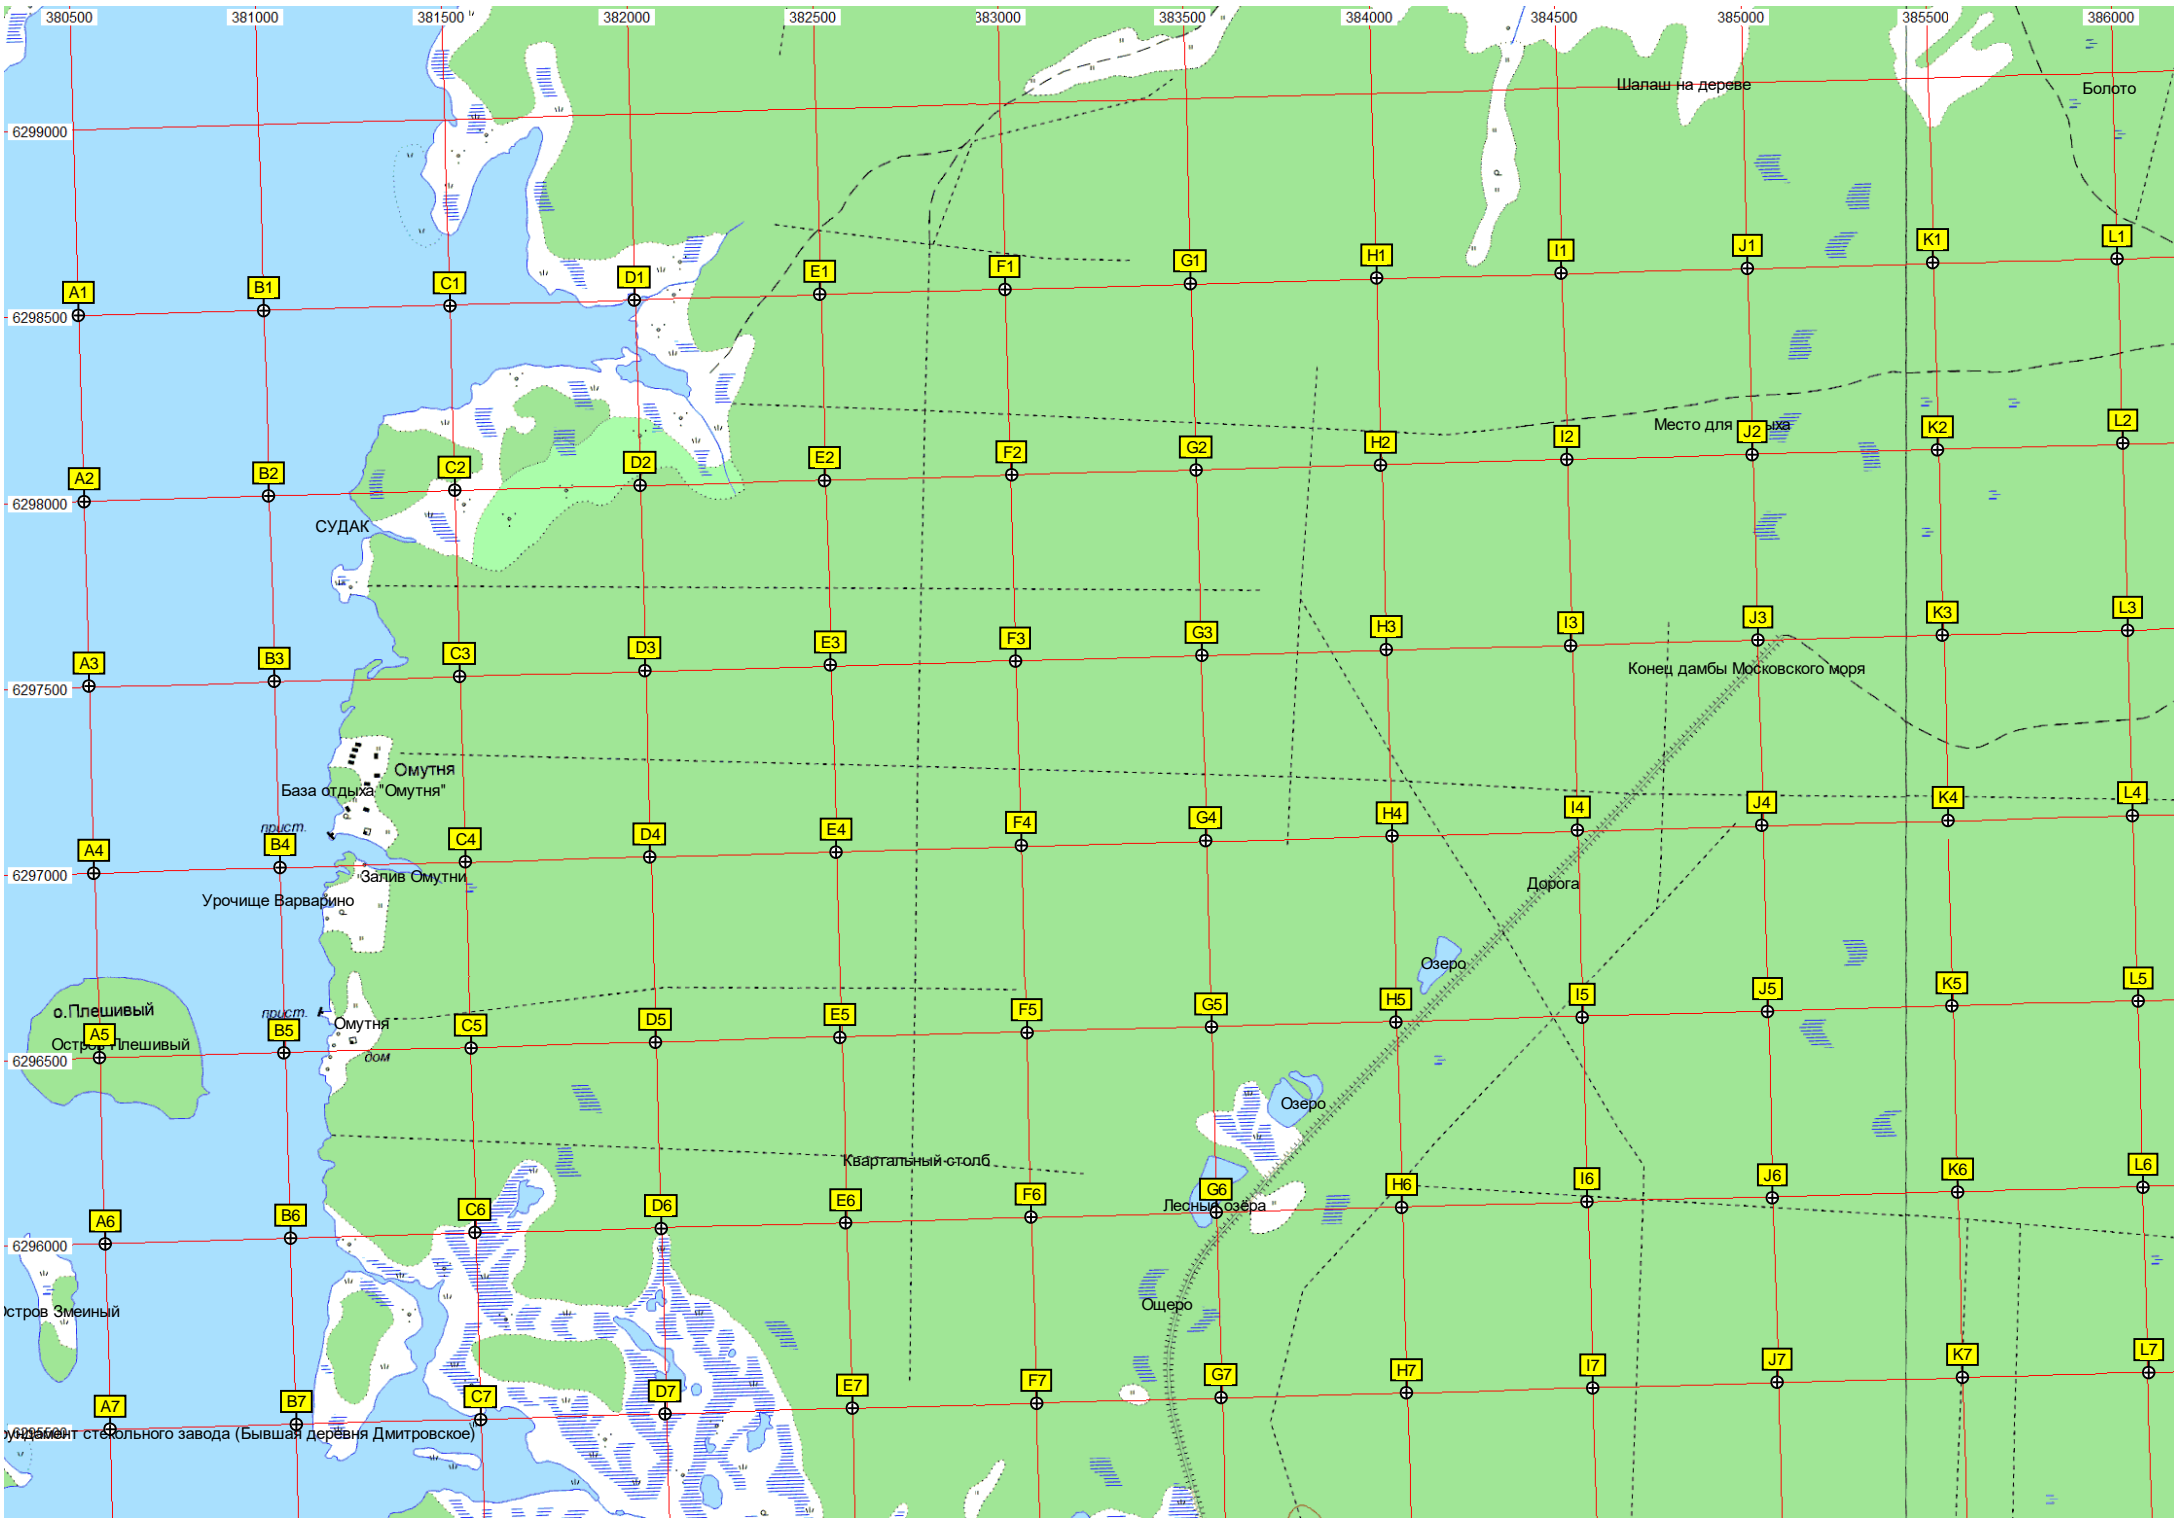 380500 381000 381500 382000 382500 383000 383500 384000 384500 385000 385500 386000
Шалаш на дереве
Болото
6299000
A1 B1 C1 D1 E1 F1 G1 H1 I1 J1 K1 L1
6298500
Место для
ыха
A2 B2 C2 D2 E2 F2 G2 H2 I2 J2 K2 L2
6298000
СУДАК
A3 B3 C3 D3 E3 F3 G3 H3 I3 J3 K3 L3
Конец дамбы Московского моря
6297500
Омутня
База отдыха "Омутня"
прист.
A4 B4 C4 D4 E4 F4 G4 H4 I4 J4 K4 L4
6297000
Залив Омутни
Дорога
Урочище Варварино
Озеро
о.Плешивый
прист.
Омутня
A5 B5 C5 D5 E5 F5 G5 H5 I5 J5 K5 L5
Остров Плешивый
дом
6296500
Озеро
Квартальный столб
A6 B6 C6 D6 E6 F6 G6 H6 I6 J6 K6 L6
Лесные озёра
6296000
Остров Змеиный
Ощеро
A7 B7 C7 D7 E7 F7 G7 H7 I7 J7 K7 L7
6295500
ундамент стекольного завода (Бывшая деревня Дмитровское)